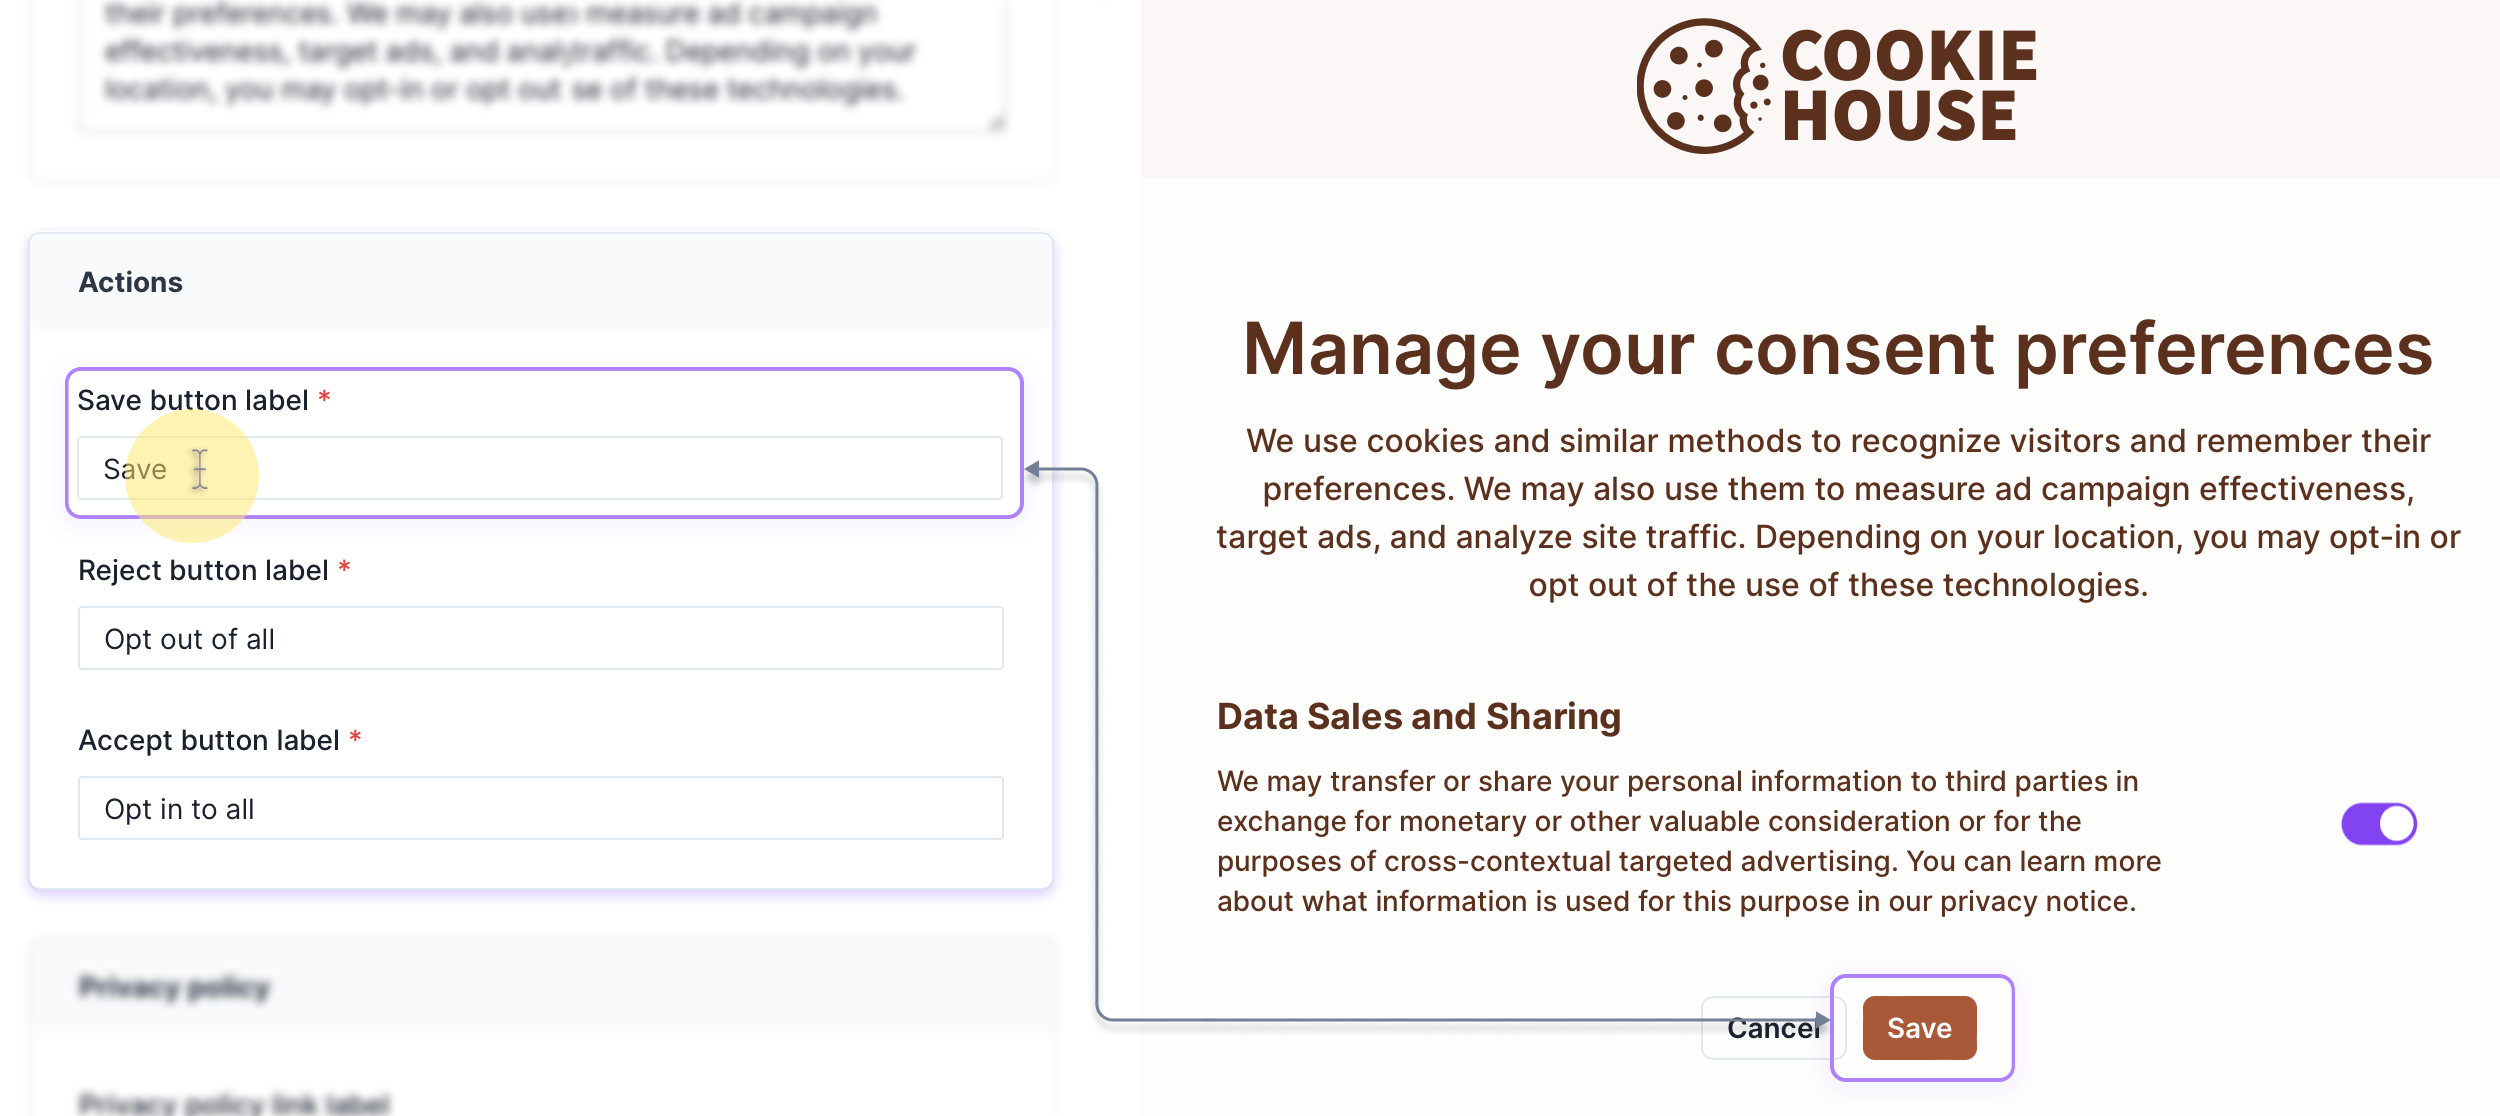 their preferences. We may also use measure ad campaign
effectiveness, target ads, and traffic. Depending on your
location, you may opt-in or opt out se of these technologies.
Actions
Save button label *
Save
Reject button label *
Opt out of all
Accept button label *
Opt in to all
Privacy policy
Privacy policy link label
COOKIE
HOUSE
Manage your consent preferences
We use cookies and similar methods to recognize visitors and remember their
preferences. We may also use them to measure ad campaign effectiveness,
target ads, and analyze site traffic. Depending on your location, you may opt-in or
opt out of the use of these technologies.
Data Sales and Sharing
We may transfer or share your personal information to third parties in
exchange for monetary or other valuable consideration or for the
purposes of cross-contextual targeted advertising. You can learn more
about what information is used for this purpose in our privacy notice.
Cancel
Save